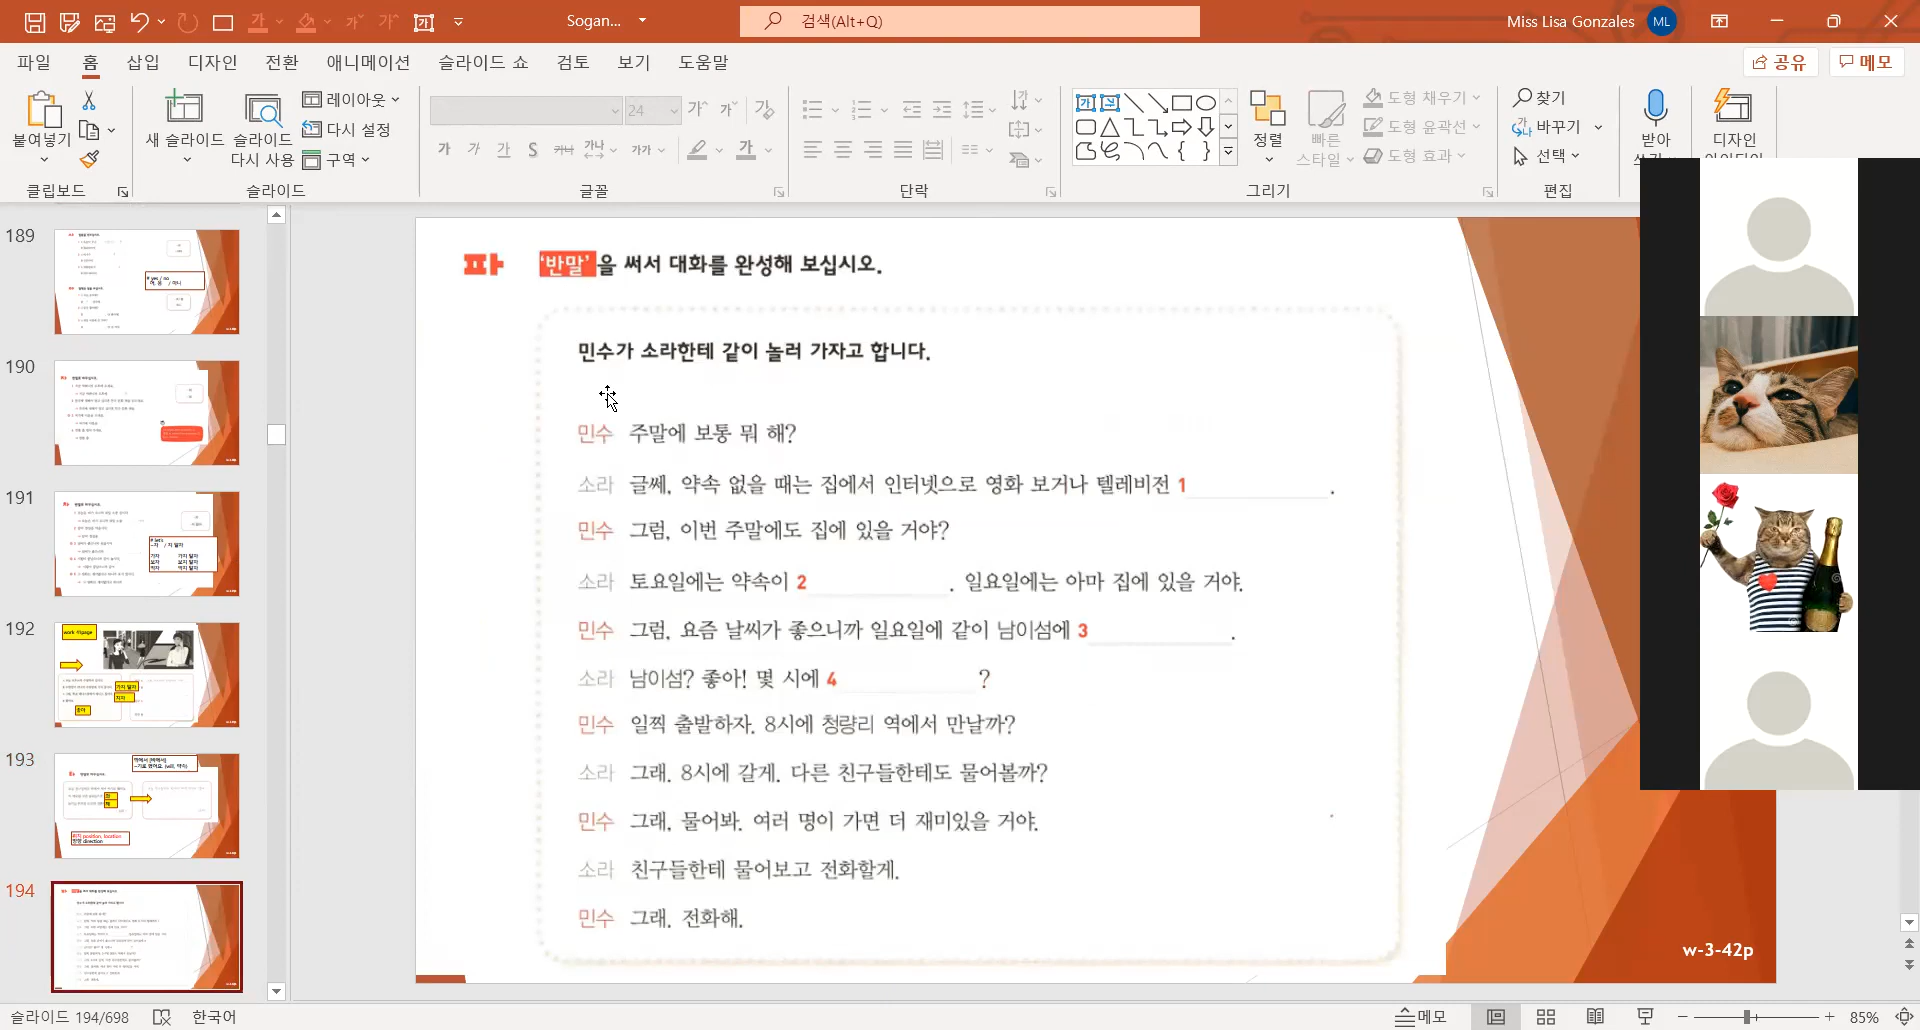 Sogan...
검색(Alt+Q)
Miss Lisa Gonzales
ML
파일 홈 삽입 디자인 전환 애니메이션 슬라이드 쇼 검토 보기 도움말
공유 메모
붙여넣기
클립보드
새 슬라이드
슬라이드 다시 사용
레이아웃
다시 설정
구역
슬라이드
24
글꼴
단락
정렬
빠른 스타일
도형 채우기
도형 윤곽선
도형 효과
그리기
찾기
바꾸기
선택
편집
받아
디자인
189
190
191
192
193
194
파 '반말'을 써서 대화를 완성해 보십시오.
민수가 소라한테 같이 놀러 가자고 합니다.
민수 주말에 보통 뭐 해?
소라 글쎄, 약속 없을 때는 집에서 인터넷으로 영화 보거나 텔레비전 1 ______.
민수 그럼, 이번 주말에도 집에 있을 거야?
소라 토요일에는 약속이 2 ______. 일요일에는 아마 집에 있을 거야.
민수 그럼, 요즘 날씨가 좋으니까 일요일에 같이 남이섬에 3 ______.
소라 남이섬? 좋아! 몇 시에 4 ______?
민수 일찍 출발하자. 8시에 청량리 역에서 만날까?
소라 그래. 8시에 갈게. 다른 친구들한테도 물어볼까?
민수 그래, 물어봐. 여러 명이 가면 더 재미있을 거야.
소라 친구들한테 물어보고 전화할게.
민수 그래, 전화해.
w-3-42p
슬라이드 194/698 한국어
메모
85%